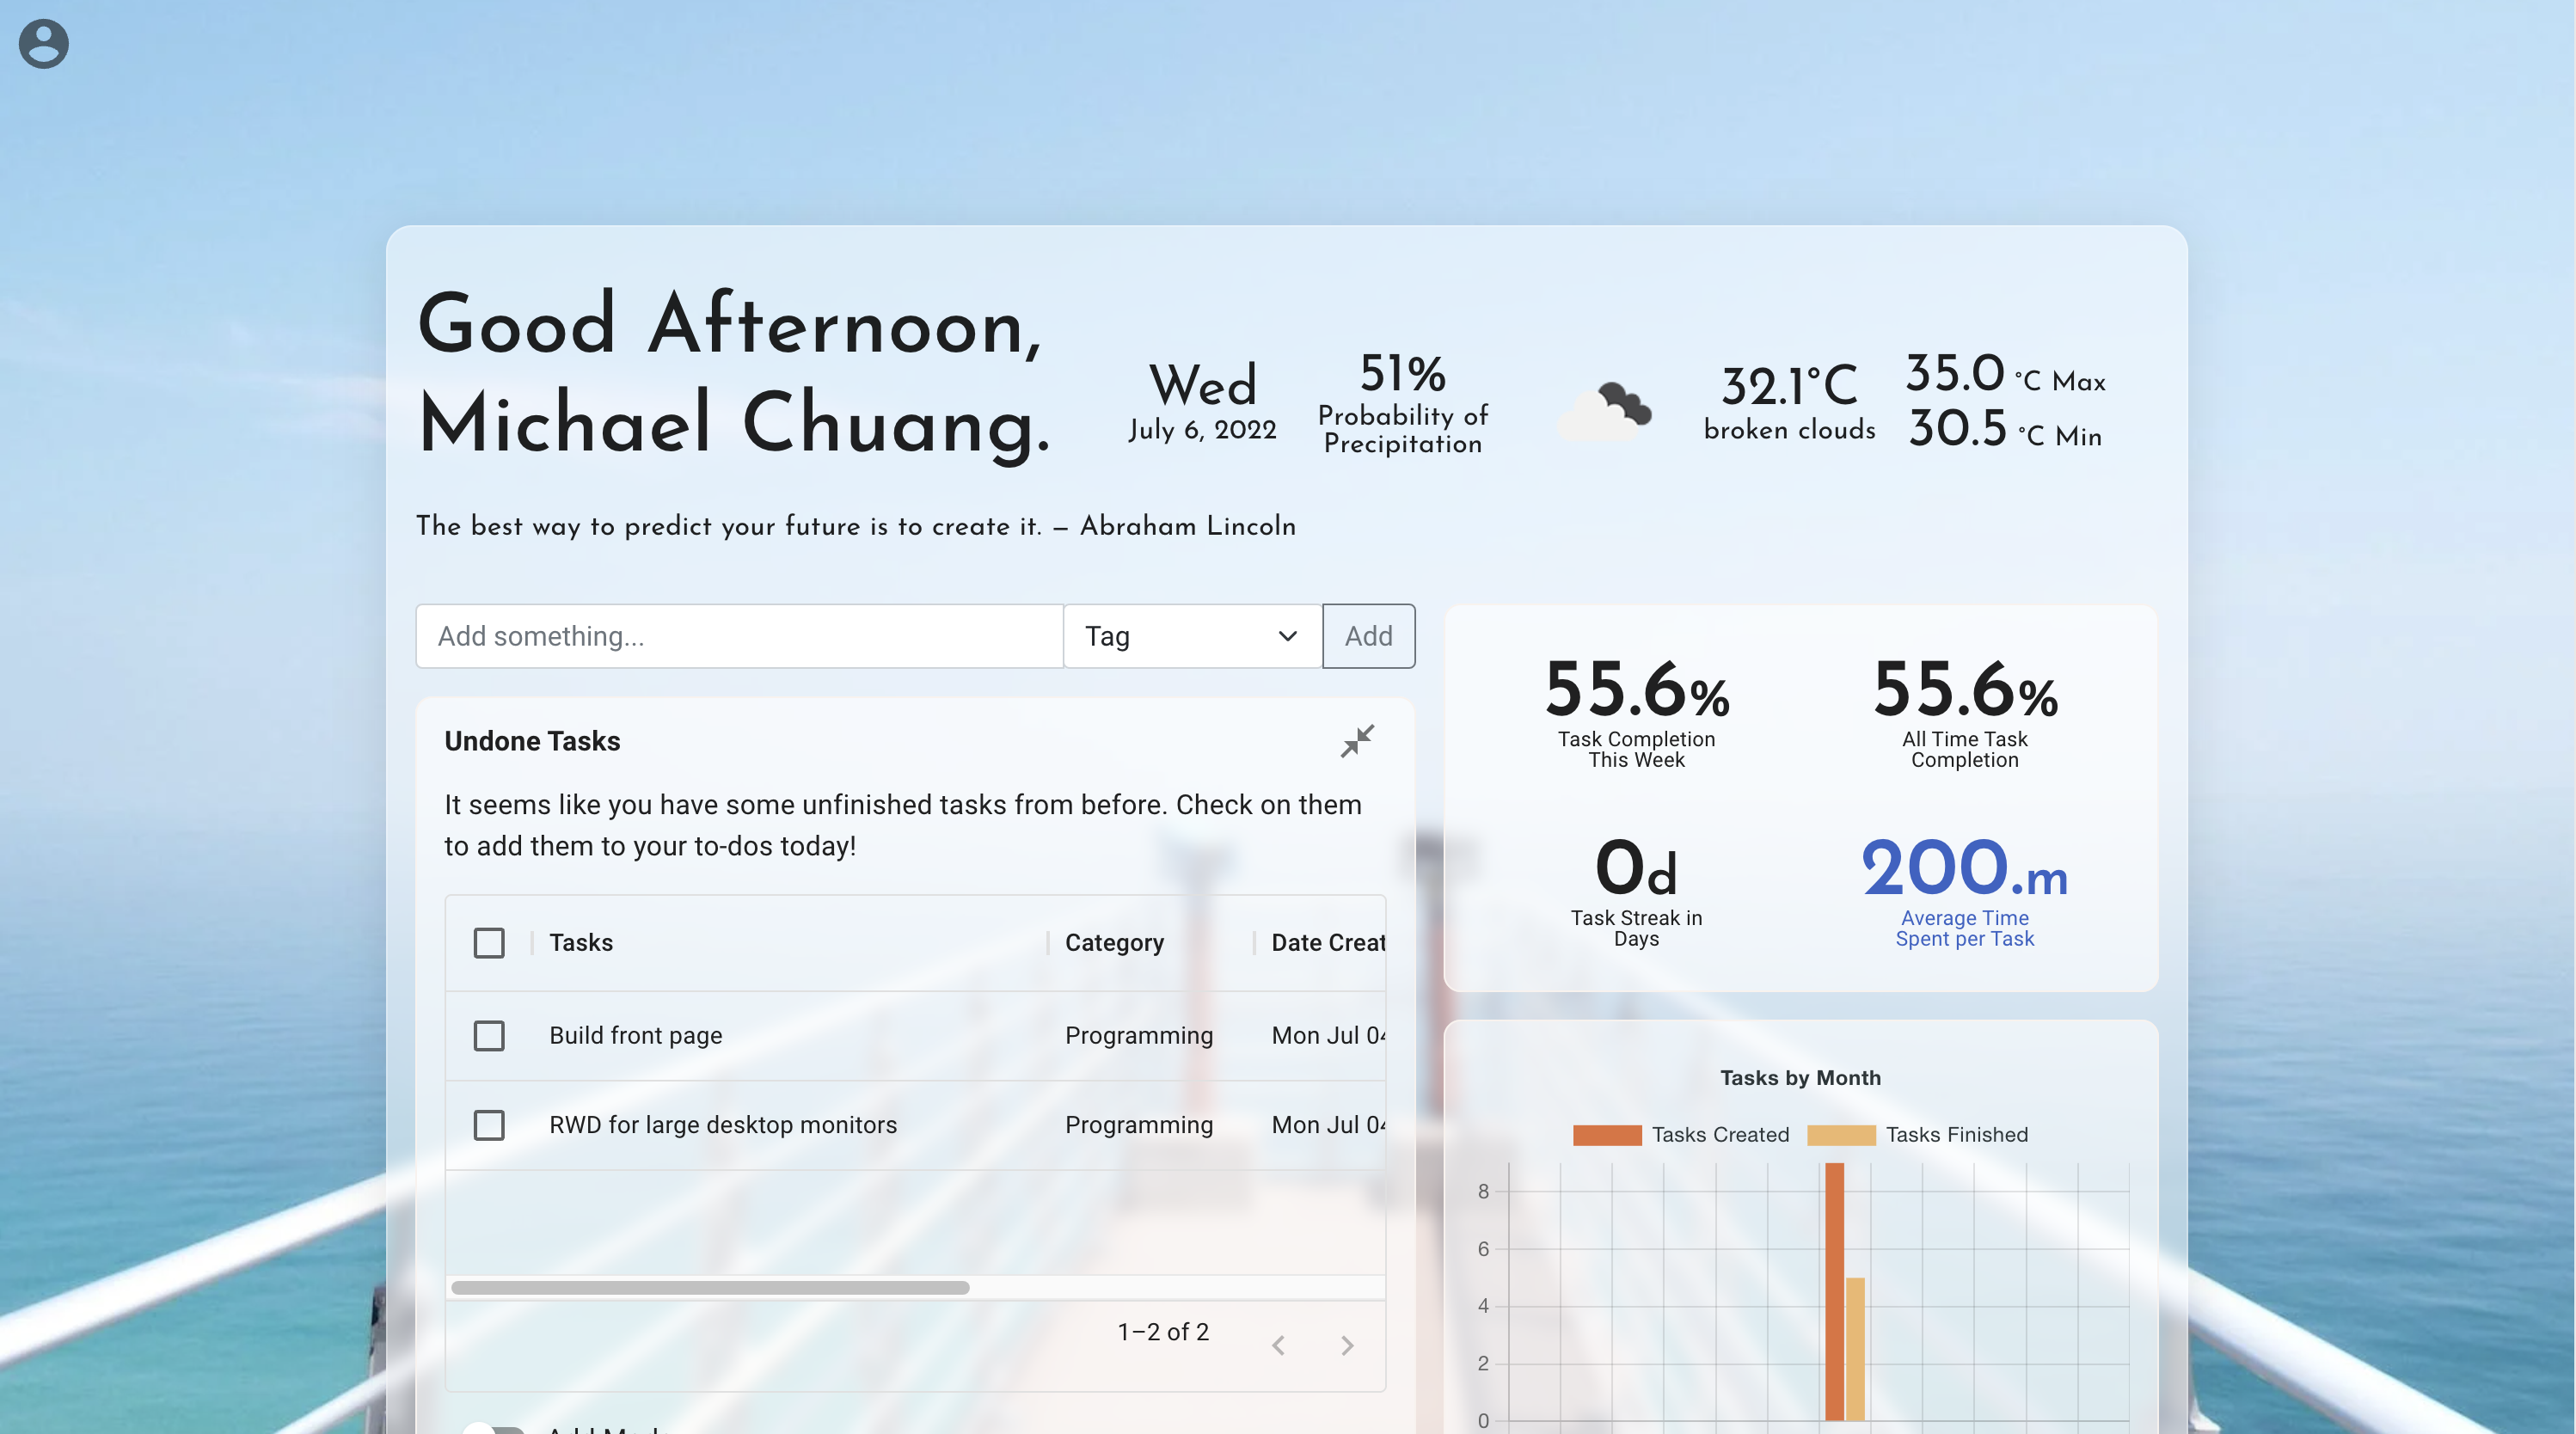 Good Afternoon,
Michael Chuang.
Wed
July 6, 2022
51%
Probability of
Precipitation
32.1°C
broken clouds
35.0 °C Max
30.5 °C Min
The best way to predict your future is to create it. – Abraham Lincoln
Add something...
Tag
Add
Undone Tasks
It seems like you have some unfinished tasks from before. Check on them
to add them to your to-dos today!
Tasks
Category
Date Creat
Build front page
Programming
Mon Jul 04
RWD for large desktop monitors
Programming
Mon Jul 04
1–2 of 2
55.6%
Task Completion
This Week
55.6%
All Time Task
Completion
0d
Task Streak in
Days
200.m
Average Time
Spent per Task
Tasks by Month
Tasks Created
Tasks Finished
8
6
4
2
0